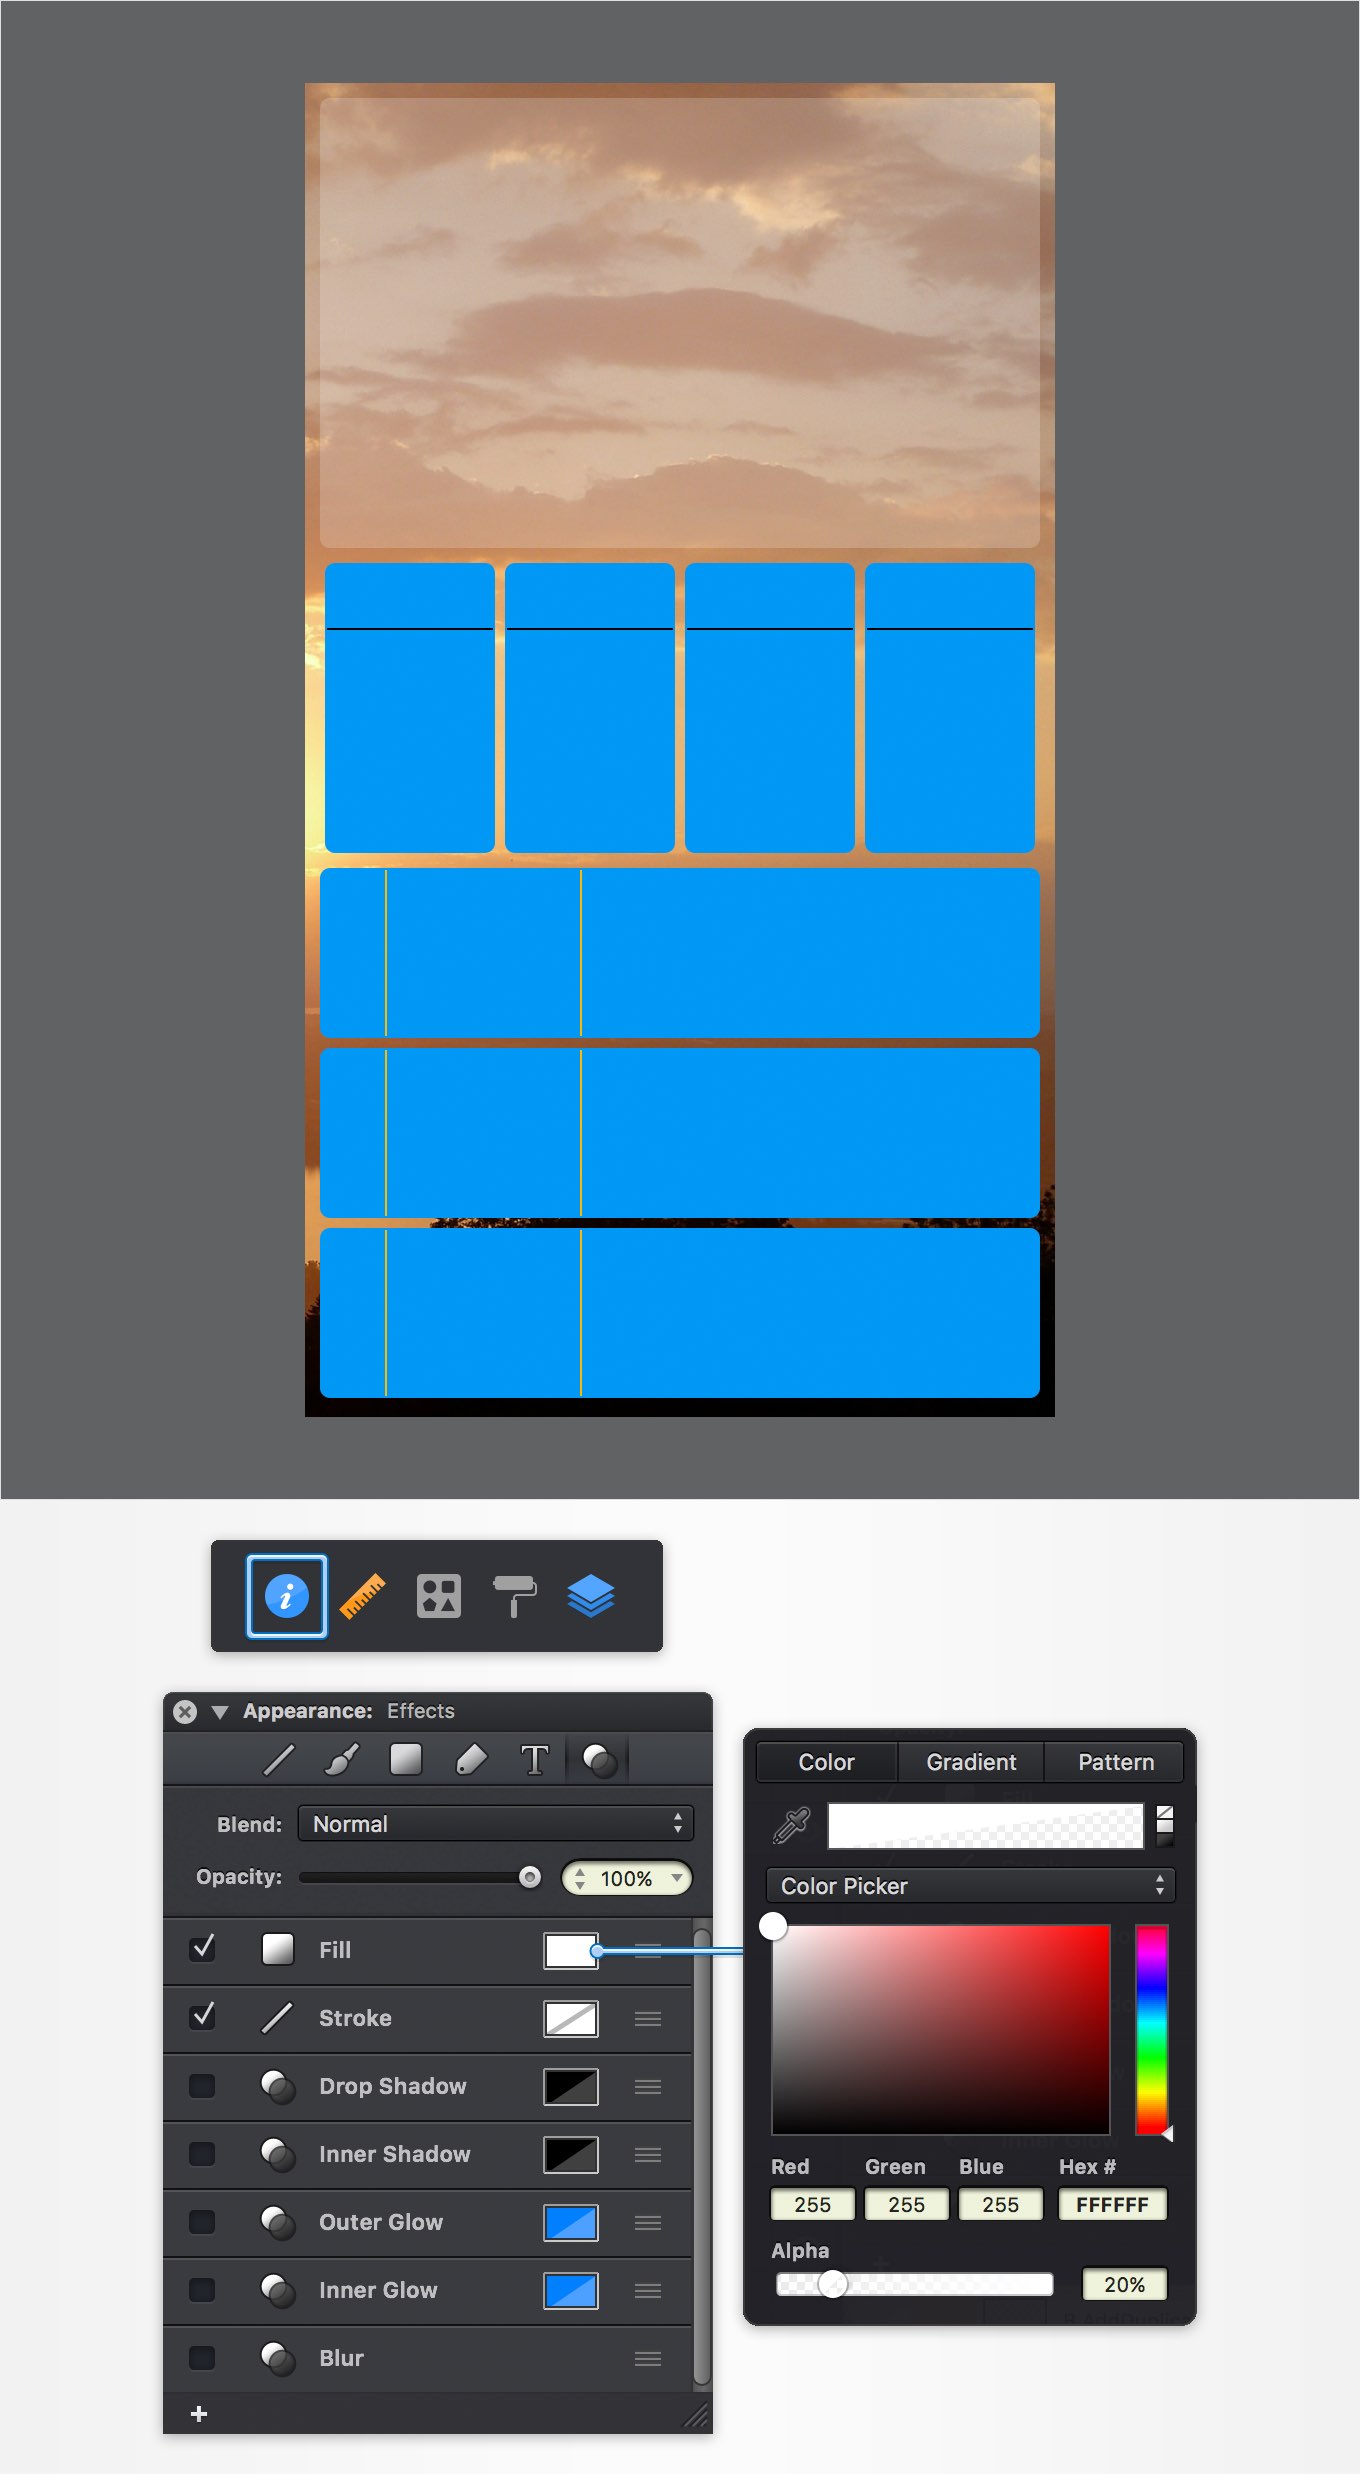 Appearance: Effects
T
Blend: Normal
Opacity: 100%
Fill
Stroke
Drop Shadow
Inner Shadow
Outer Glow
Inner Glow
Blur
+
Color Gradient Pattern
Color Picker
Red Green Blue Hex #
255 255 255 FFFFFF
Alpha
20%